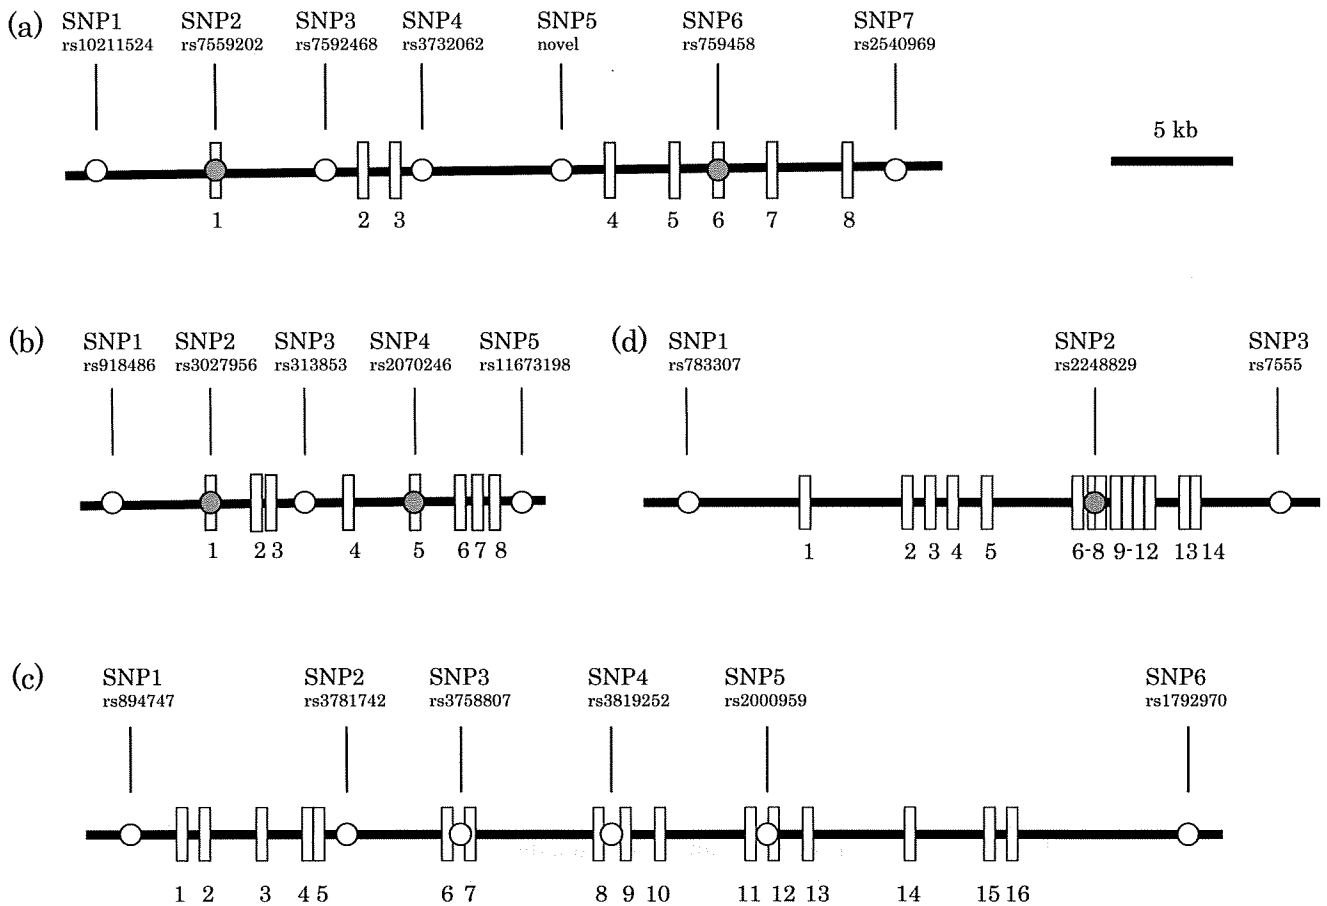 (a)
SNP1 SNP2 SNP3 SNP4 SNP5 SNP6 SNP7
rs10211524 rs7559202 rs7592468 rs3732062 novel rs759458 rs2540969
5 kb
1 2 3 4 5 6 7 8
(b)
SNP1 SNP2 SNP3 SNP4 SNP5
rs918486 rs3027956 rs313853 rs2070246 rs11673198
1 2 3 4 5 6 7 8
(d)
SNP1 SNP2 SNP3
rs783307 rs2248829 rs7555
1 2 3 4 5 6-8 9-12 13 14
(c)
SNP1 SNP2 SNP3 SNP4 SNP5 SNP6
rs894747 rs3781742 rs3758807 rs3819252 rs2000959 rs1792970
1 2 3 4 5 6 7 8 9 10 11 12 13 14 15 16